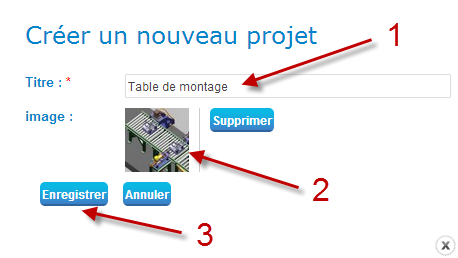 Créer un nouveau projet
1
Titre : *
Table de montage
image :
Supprimer
2
Enregistrer
Annuler
3
x